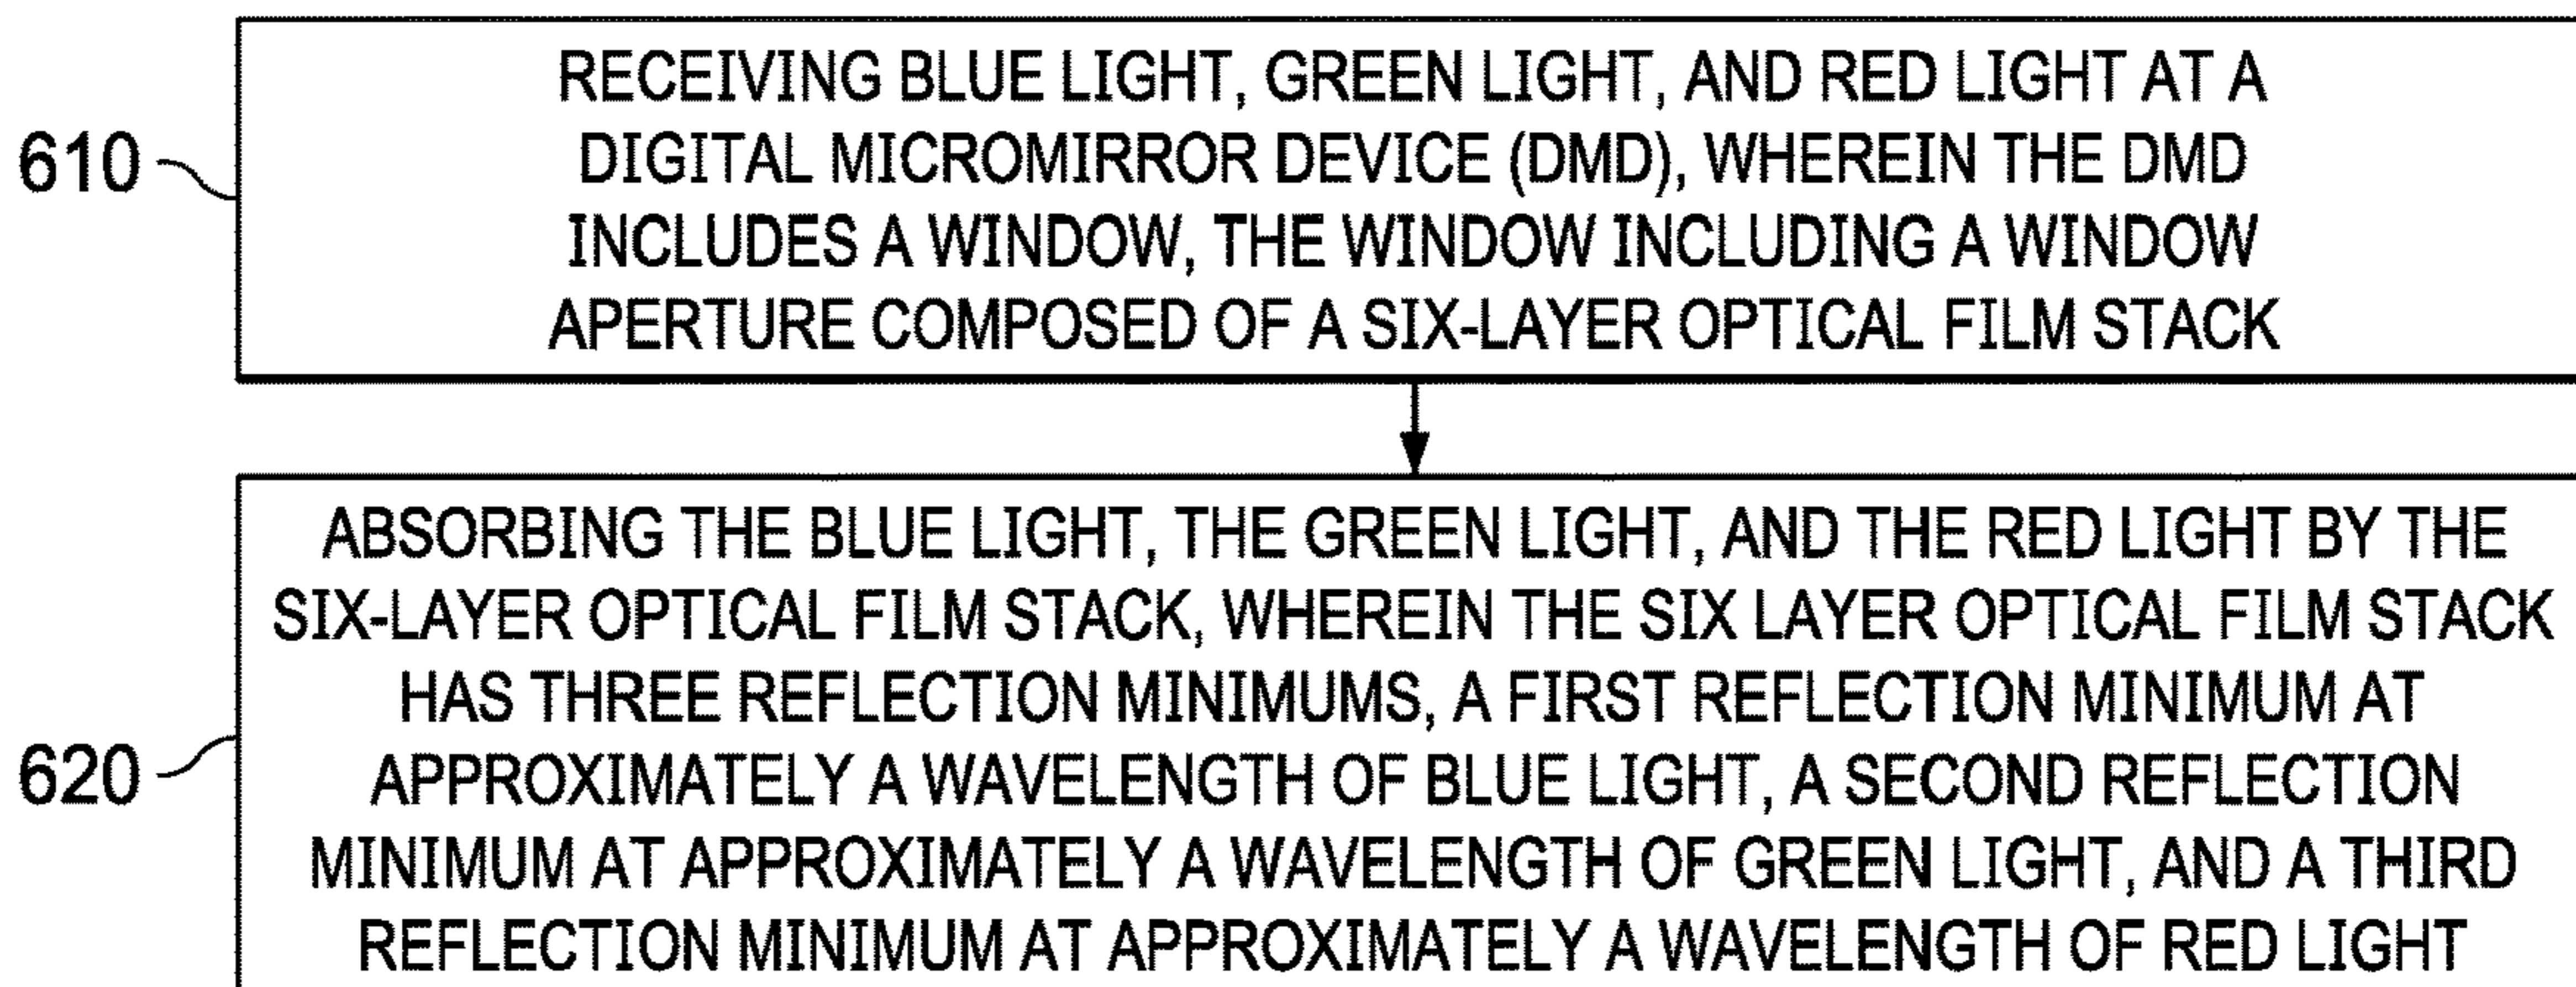 RECEIVING BLUE LIGHT, GREEN LIGHT, AND RED LIGHT AT A
610
DIGITAL MICROMIRROR DEVICE (DMD), WHEREIN THE DMD
INCLUDES A WINDOW, THE WINDOW INCLUDING A WINDOW
APERTURE COMPOSED OF A SIX-LAYER OPTICAL FILM STACK
ABSORBING THE BLUE LIGHT, THE GREEN LIGHT, AND THE RED LIGHT BY THE
SIX-LAYER OPTICAL FILM STACK, WHEREIN THE SIX LAYER OPTICAL FILM STACK
HAS THREE REFLECTION MINIMUMS, A FIRST REFLECTION MINIMUM AT
620
APPROXIMATELY A WAVELENGTH OF BLUE LIGHT, A SECOND REFLECTION
MINIMUM AT APPROXIMATELY A WAVELENGTH OF GREEN LIGHT, AND A THIRD
REFLECTION MINIMUM AT APPROXIMATELY A WAVELENGTH OF RED LIGHT